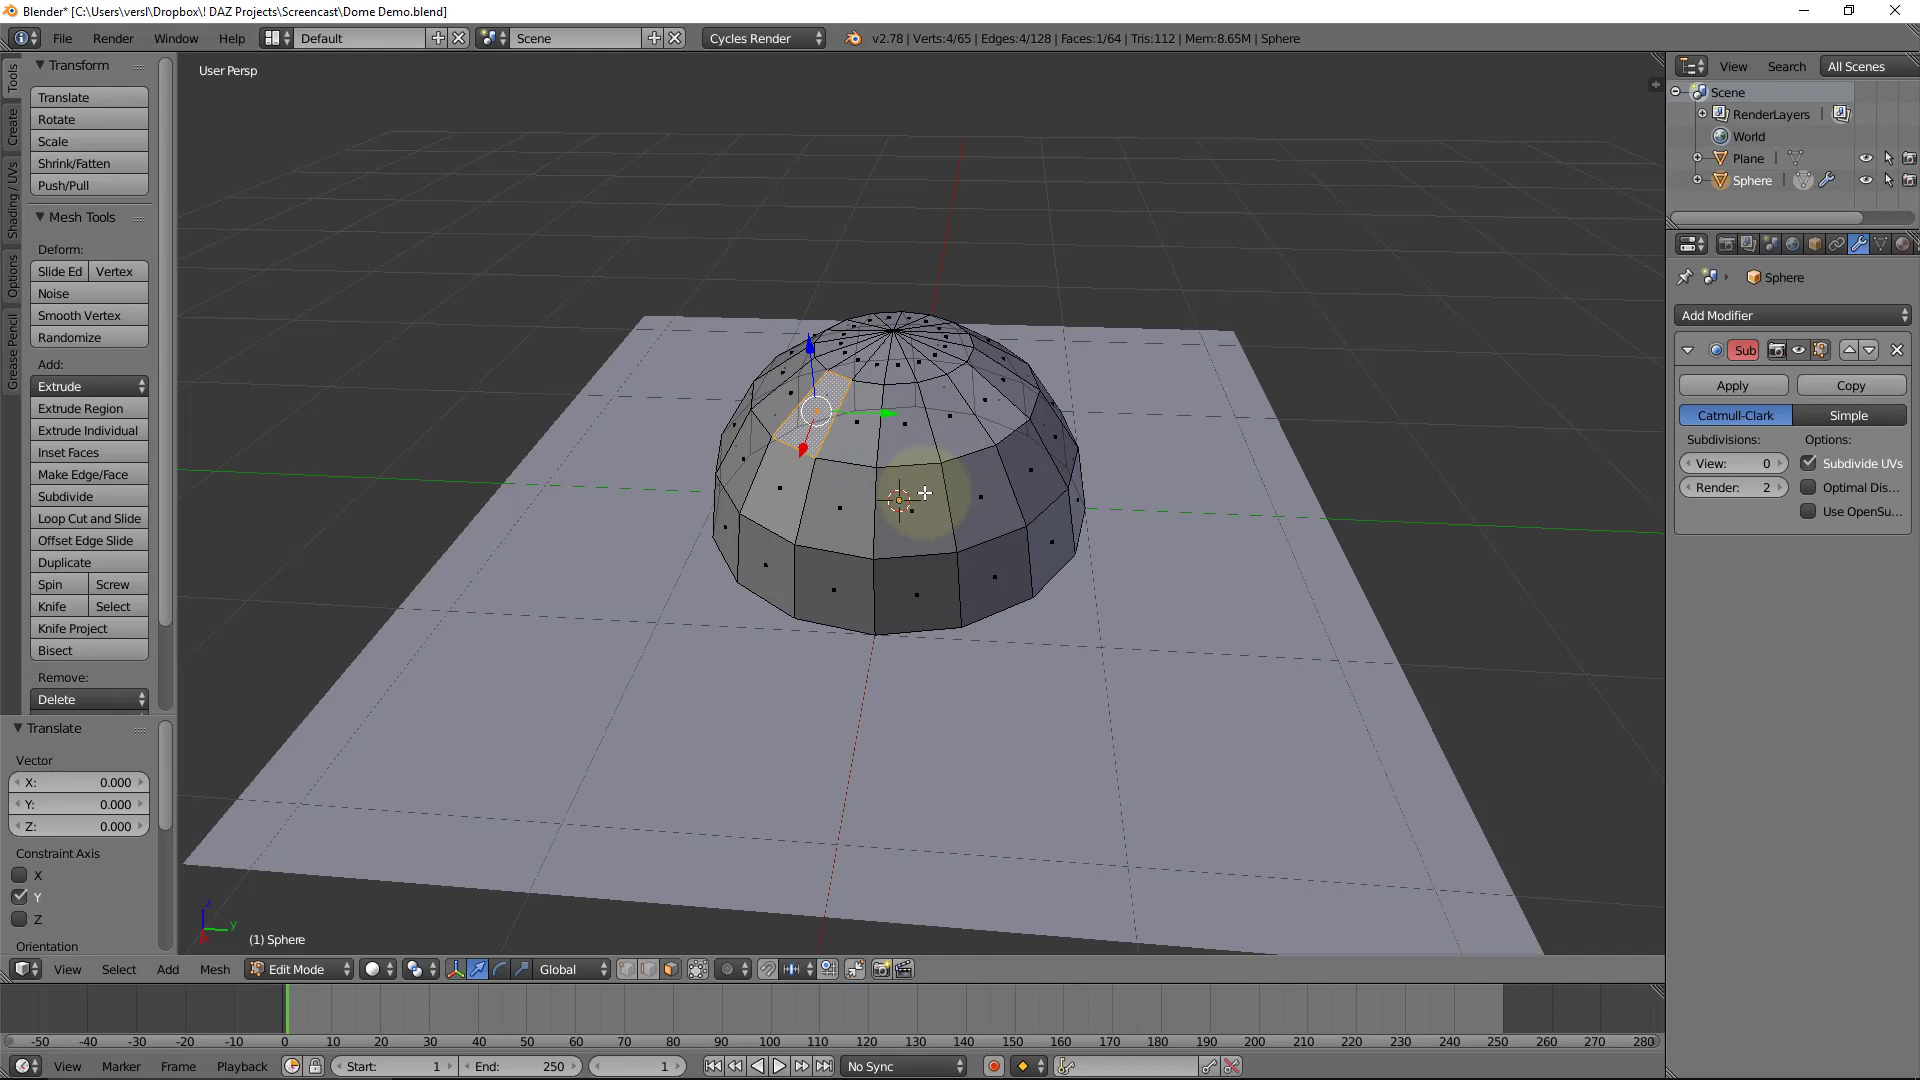 Blender* [C:\Users\versl\Dropbox\! DAZ Projects\Screencast\Dome Demo.blend]
File Render Window Help Default Scene Cycles Render v2.78 | Verts:4/65 | Edges:4/128 | Faces:1/64 | Tris:112 | Mem:8.65M | Sphere
Tools
Create
Shading / UVs
Options
Grease Pencil
Transform
Translate
Rotate
Scale
Shrink/Fatten
Push/Pull
Mesh Tools
Deform:
Slide Ed Vertex
Noise
Smooth Vertex
Randomize
Add:
Extrude
Extrude Region
Extrude Individual
Inset Faces
Make Edge/Face
Subdivide
Loop Cut and Slide
Offset Edge Slide
Duplicate
Spin Screw
Knife Select
Knife Project
Bisect
Remove:
Delete
Translate
Vector
X: 0.000
Y: 0.000
Z: 0.000
Constraint Axis
X
Y
Z
Orientation
User Persp
z
y
(1) Sphere
View Search All Scenes
Scene
RenderLayers |
World
Plane |
Sphere |
Sphere
Add Modifier
Sub
Apply Copy
Catmull-Clark Simple
Subdivisions: Options:
View: 0 Subdivide UVs
Render: 2 Optimal Dis...
Use OpenSu...
View Select Add Mesh Edit Mode Global
-50 -40 -30 -20 -10 0 10 20 30 40 50 60 70 80 90 100 110 120 130 140 150 160 170 180 190 200 210 220 230 240 250 260 270 280
View Marker Frame Playback Start: 1 End: 250 1 No Sync